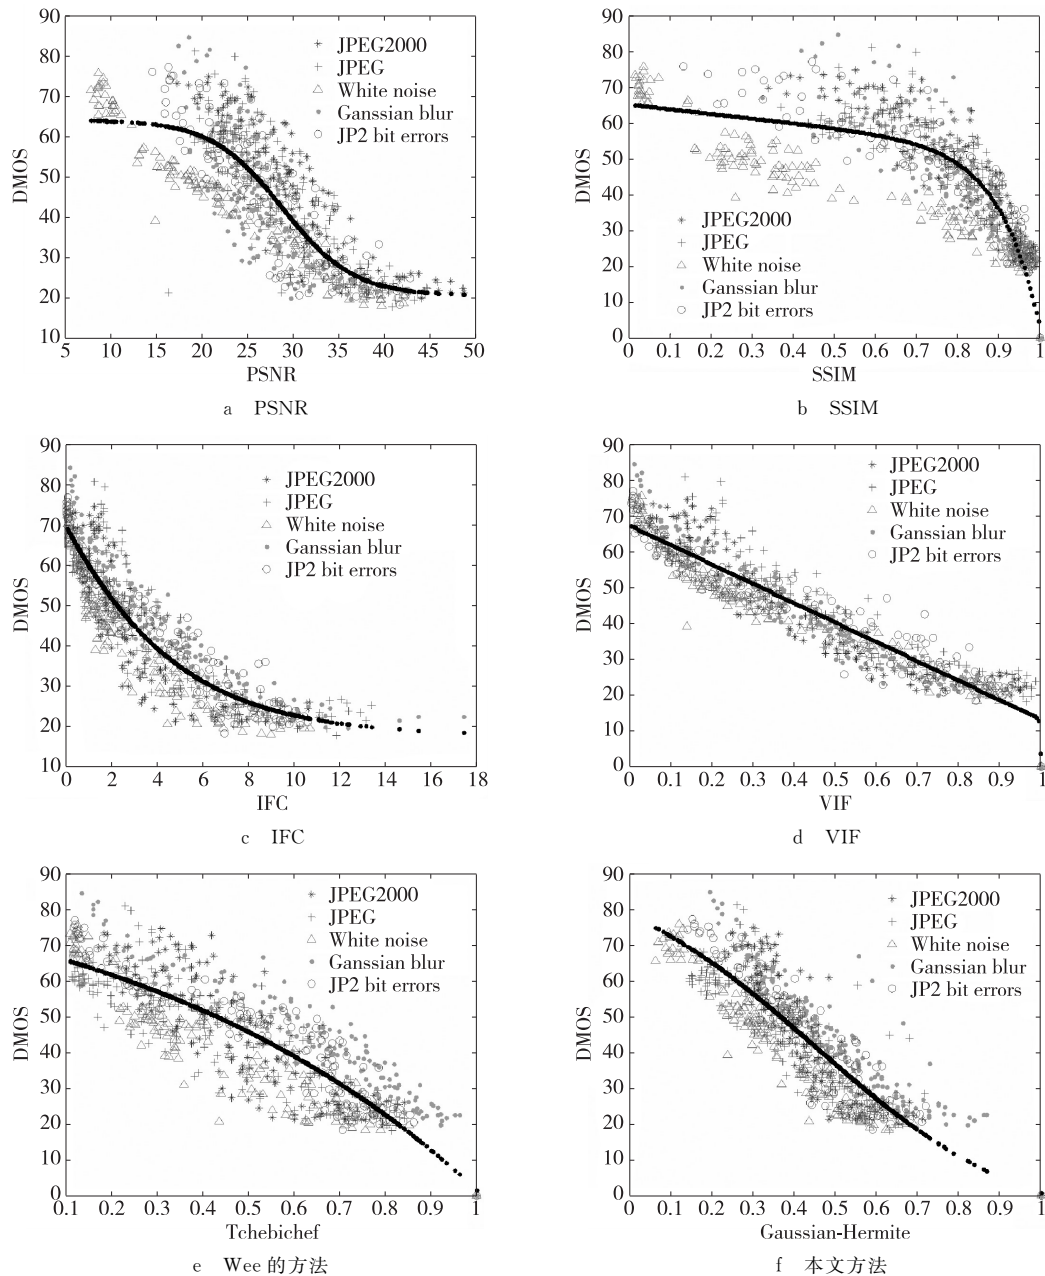 90
80
70
60
50
40
30
20
10
DMOS
JPEG2000
JPEG
White noise
Ganssian blur
JP2 bit errors
5 10 15 20 25 30 35 40 45 50
PSNR
a PSNR
90
80
70
60
50
40
30
20
10
0
DMOS
JPEG2000
JPEG
White noise
Ganssian blur
JP2 bit errors
0 0.1 0.2 0.3 0.4 0.5 0.6 0.7 0.8 0.9 1
SSIM
b SSIM
90
80
70
60
50
40
30
20
10
DMOS
JPEG2000
JPEG
White noise
Ganssian blur
JP2 bit errors
0 2 4 6 8 10 12 14 16 18
IFC
c IFC
90
80
70
60
50
40
30
20
10
0
DMOS
JPEG2000
JPEG
White noise
Ganssian blur
JP2 bit errors
0 0.1 0.2 0.3 0.4 0.5 0.6 0.7 0.8 0.9 1
VIF
d VIF
90
80
70
60
50
40
30
20
10
0
DMOS
JPEG2000
JPEG
White noise
Ganssian blur
JP2 bit errors
0.1 0.2 0.3 0.4 0.5 0.6 0.7 0.8 0.9 1
Tchebichef
e Wee 的方法
90
80
70
60
50
40
30
20
10
0
DMOS
JPEG2000
JPEG
White noise
Ganssian blur
JP2 bit errors
0 0.1 0.2 0.3 0.4 0.5 0.6 0.7 0.8 0.9 1
Gaussian-Hermite
f 本文方法